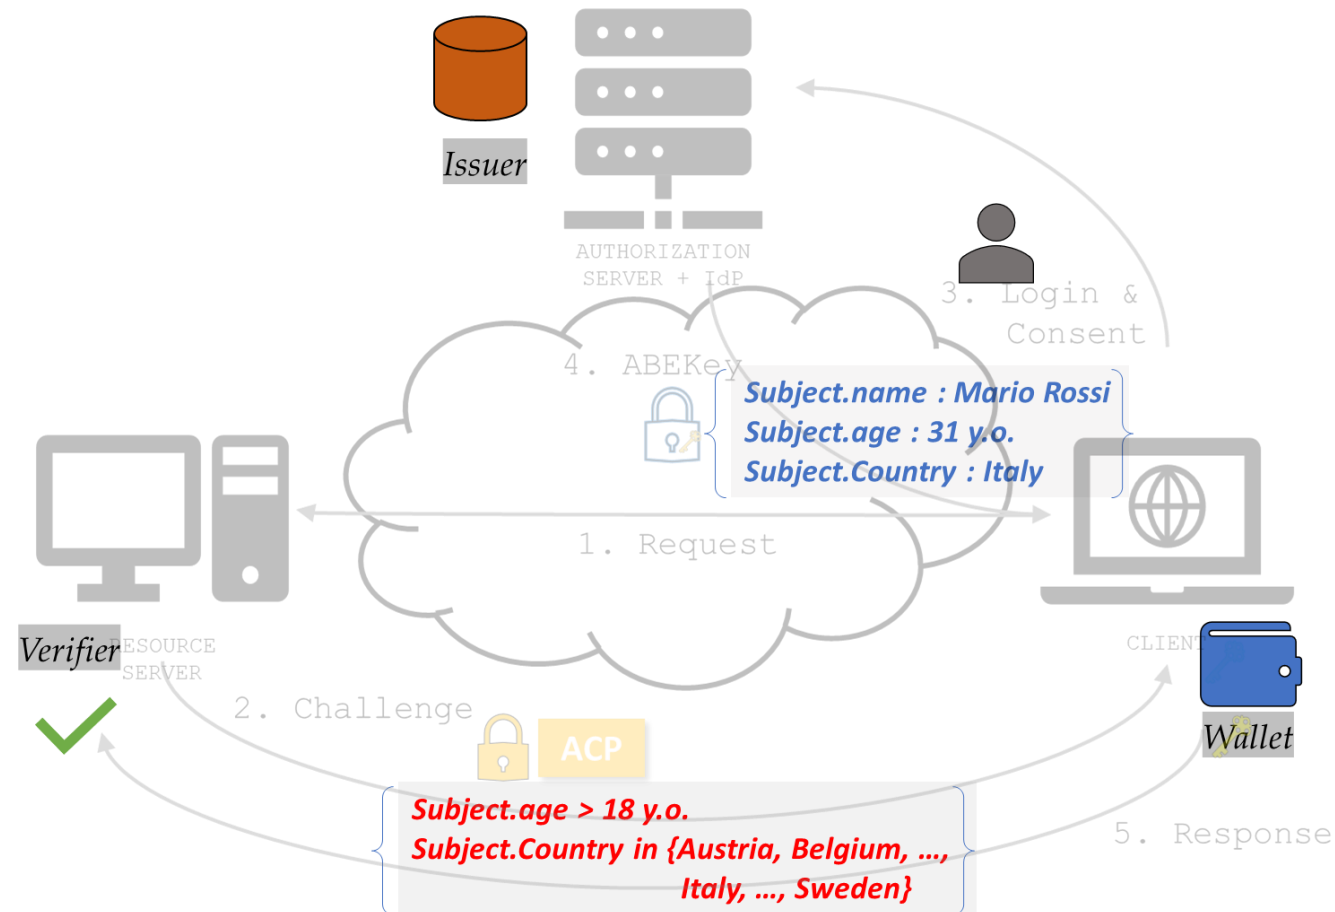 Issuer
AUTHORIZATION
SERVER + IdP
3. Login &
Consent
4. ABEKey
Subject.name : Mario Rossi
Subject.age : 31 y.o.
Subject.Country : Italy
1. Request
Verifier
RESOURCE
SERVER
CLIENT
Wallet
2. Challenge
ACP
Subject.age > 18 y.o.
Subject.Country in {Austria, Belgium, ...,
Italy, ..., Sweden}
5. Response